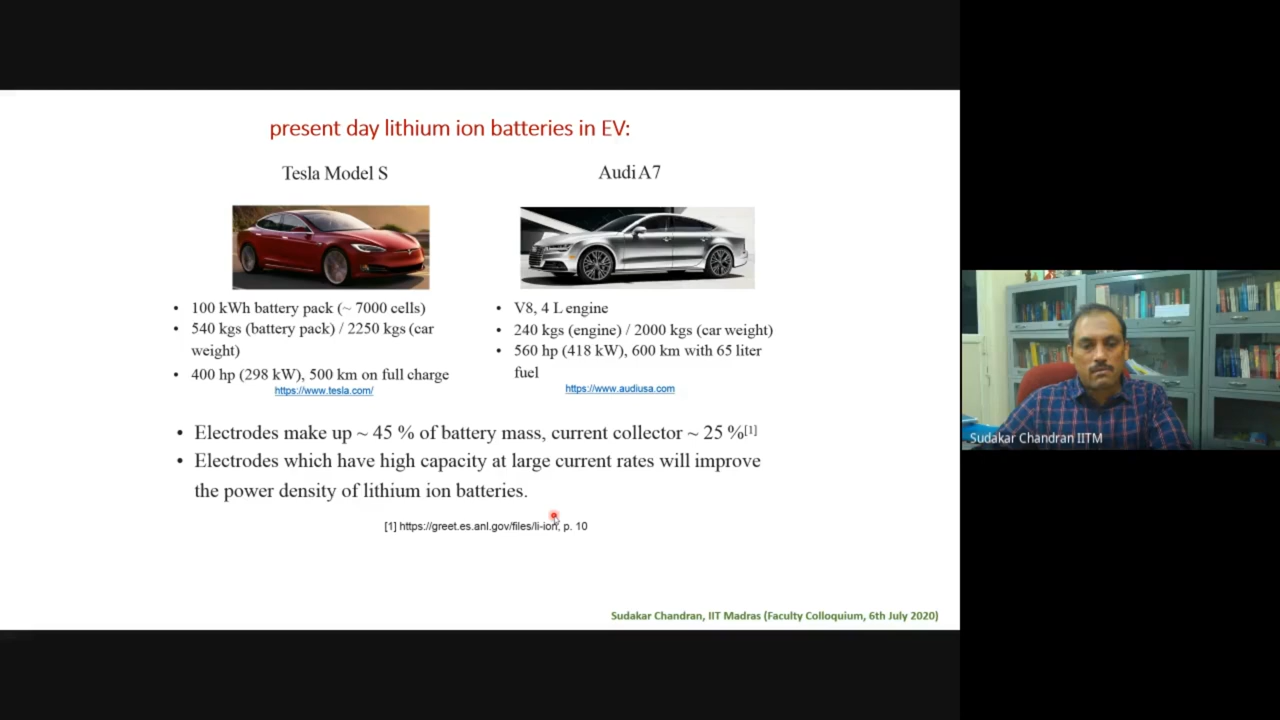 present day lithium ion batteries in EV:
Tesla Model S
Audi A7
• 100 kWh battery pack (~ 7000 cells)
• 540 kgs (battery pack) / 2250 kgs (car
weight)
• 400 hp (298 kW), 500 km on full charge
https://www.tesla.com/
• V8, 4 L engine
• 240 kgs (engine) / 2000 kgs (car weight)
• 560 hp (418 kW), 600 km with 65 liter
fuel
https://www.audiusa.com
• Electrodes make up ~ 45 % of battery mass, current collector ~ 25 %[1]
• Electrodes which have high capacity at large current rates will improve
the power density of lithium ion batteries.
[1] https://greet.es.anl.gov/files/li-ion, p. 10
Sudakar Chandran, IIT Madras (Faculty Colloquium, 6th July 2020)
Sudakar Chandran IITM